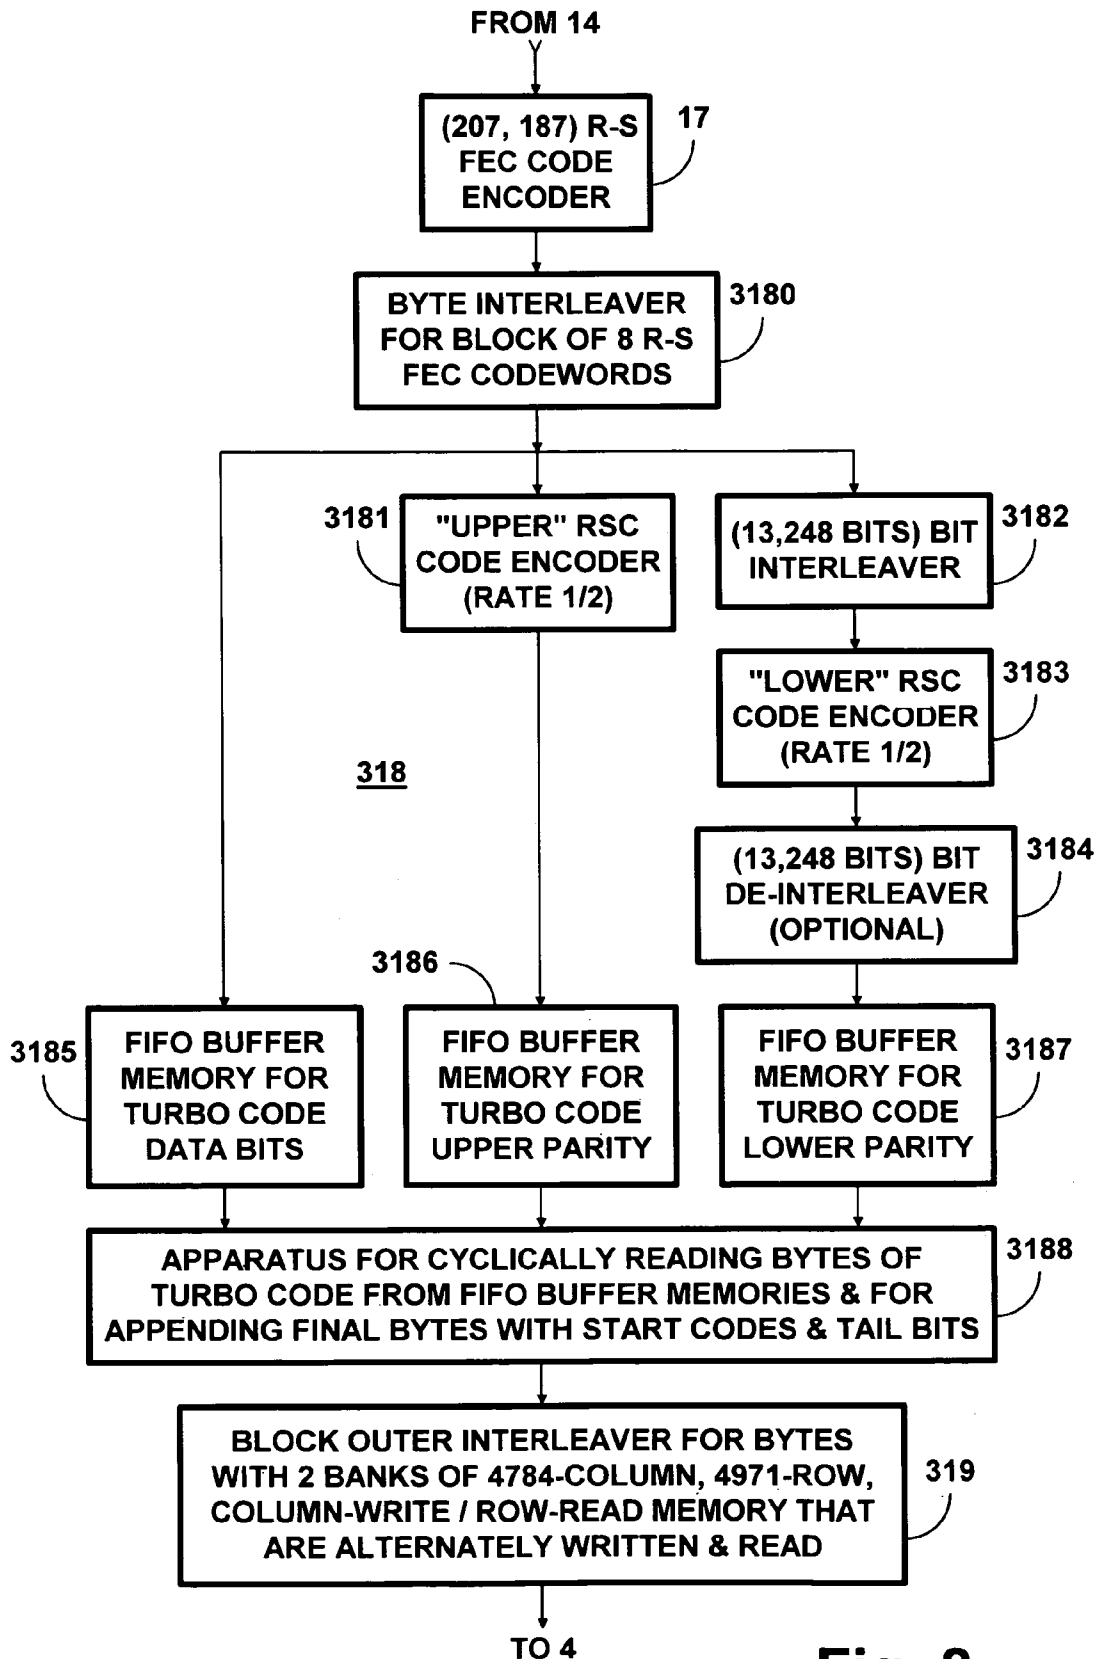 FROM 14
(207, 187) R-S
FEC CODE
ENCODER
17
BYTE INTERLEAVER
FOR BLOCK OF 8 R-S
FEC CODEWORDS
3180
3181
"UPPER" RSC
CODE ENCODER
(RATE 1/2)
(13,248 BITS) BIT
INTERLEAVER
3182
"LOWER" RSC
CODE ENCODER
(RATE 1/2)
3183
318
(13,248 BITS) BIT
DE-INTERLEAVER
(OPTIONAL)
3184
3185
FIFO BUFFER
MEMORY FOR
TURBO CODE
DATA BITS
3186
FIFO BUFFER
MEMORY FOR
TURBO CODE
UPPER PARITY
FIFO BUFFER
MEMORY FOR
TURBO CODE
LOWER PARITY
3187
APPARATUS FOR CYCLICALLY READING BYTES OF
TURBO CODE FROM FIFO BUFFER MEMORIES & FOR
APPENDING FINAL BYTES WITH START CODES & TAIL BITS
3188
BLOCK OUTER INTERLEAVER FOR BYTES
WITH 2 BANKS OF 4784-COLUMN, 4971-ROW,
COLUMN-WRITE / ROW-READ MEMORY THAT
ARE ALTERNATELY WRITTEN & READ
319
TO 4